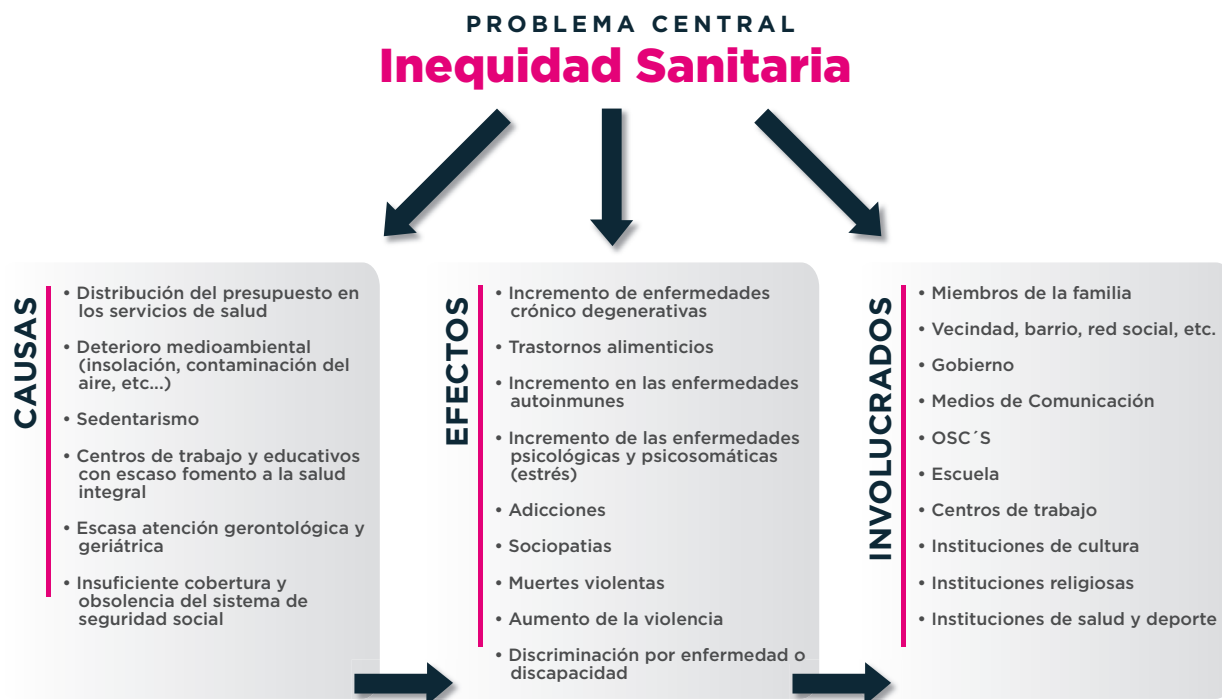 PROBLEMA CENTRAL
Inequidad Sanitaria
CAUSAS
• Distribución del presupuesto en
los servicios de salud
• Deterioro medioambiental
(insolación, contaminación del
aire, etc...)
• Sedentarismo
• Centros de trabajo y educativos
con escaso fomento a la salud
integral
• Escasa atención gerontológica y
geriátrica
• Insuficiente cobertura y
obsolencia del sistema de
seguridad social
EFECTOS
• Incremento de enfermedades
crónico degenerativas
• Trastornos alimenticios
• Incremento en las enfermedades
autoinmunes
• Incremento de las enfermedades
psicológicas y psicosomáticas
(estrés)
• Adicciones
• Sociopatias
• Muertes violentas
• Aumento de la violencia
• Discriminación por enfermedad o
discapacidad
INVOLUCRADOS
• Miembros de la familia
• Vecindad, barrio, red social, etc.
• Gobierno
• Medios de Comunicación
• OSC´S
• Escuela
• Centros de trabajo
• Instituciones de cultura
• Instituciones religiosas
• Instituciones de salud y deporte